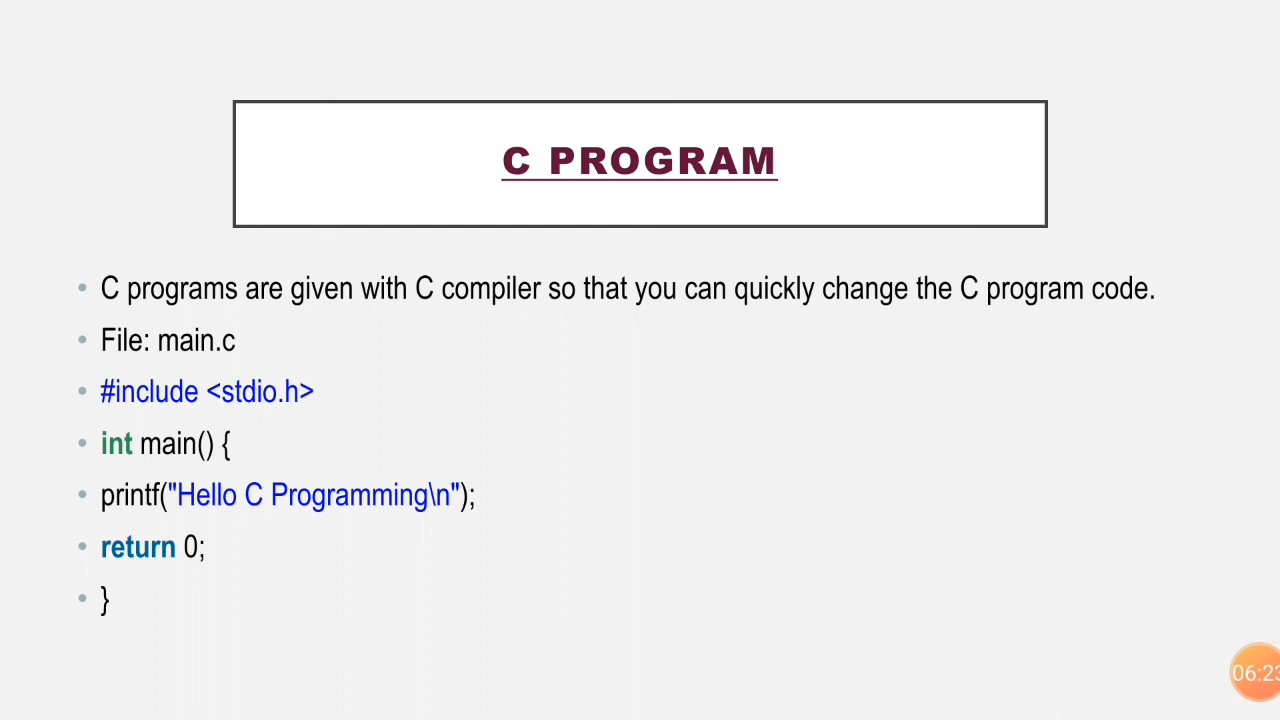 C PROGRAM
C programs are given with C compiler so that you can quickly change the C program code.
File: main.c
#include <stdio.h>
int main() {
printf("Hello C Programming\n");
return 0;
}
06:23